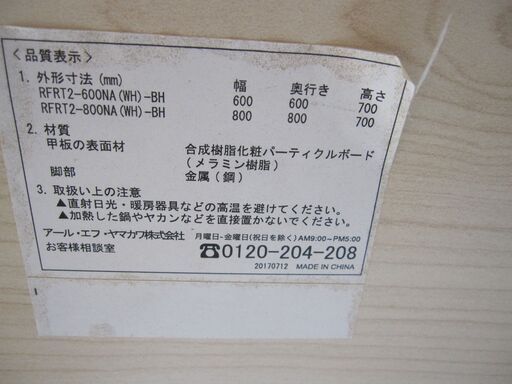 〈品質表示〉
1. 外形寸法(mm) 幅 奥行き 高さ
RFRT2-600NA(WH)-BH 600 600 700
RFRT2-800NA(WH)-BH 800 800 700
2. 材質
甲板の表面材 合成樹脂化粧パーティクルボード
(メラミン樹脂)
脚部 金属(鋼)
3. 取扱い上の注意
▲直射日光・暖房器具などの高温を避けてください。
▲加熱した鍋やヤカンなどを直接置かないでください。
アール・エフ・ヤマカワ株式会社 月曜日~金曜日(祝日を除く)AM9:00~PM5:00
お客様相談室 ☎0120-204-208
20170712 MADE IN CHINA